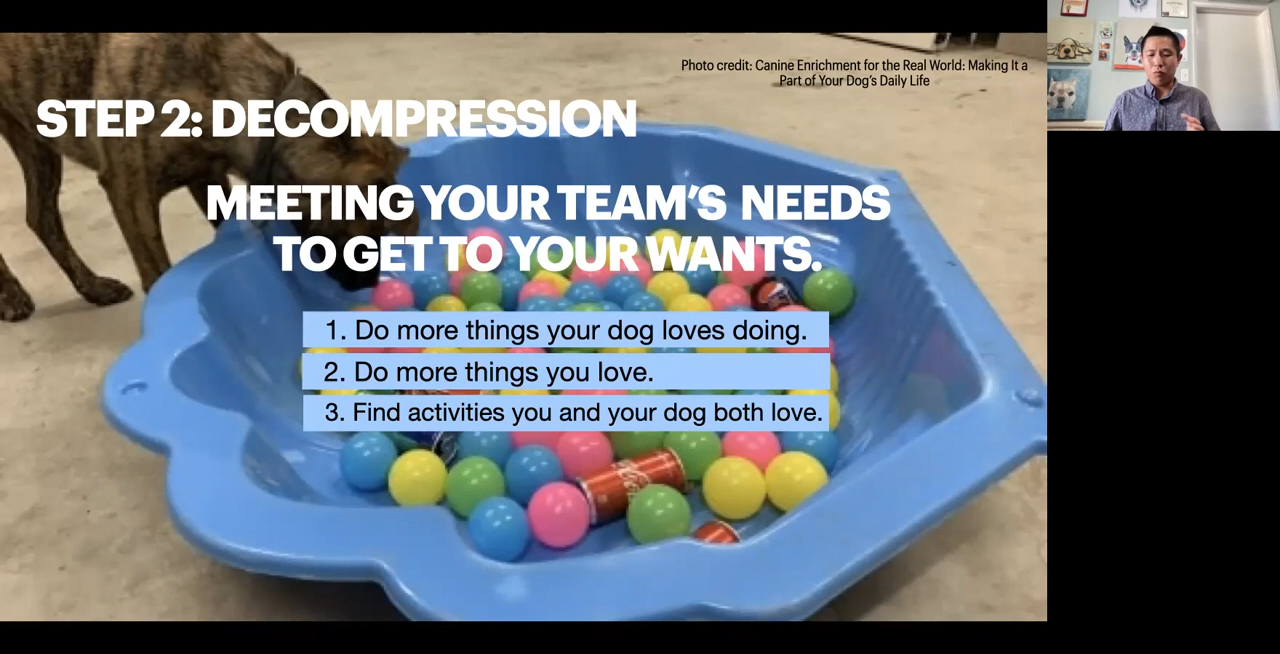 Photo credit: Canine Enrichment for the Real World: Making It a
Part of Your Dog's Daily Life
STEP 2: DECOMPRESSION
MEETING YOUR TEAM'S NEEDS
TO GET TO YOUR WANTS.
1. Do more things your dog loves doing.
2. Do more things you love.
3. Find activities you and your dog both love.